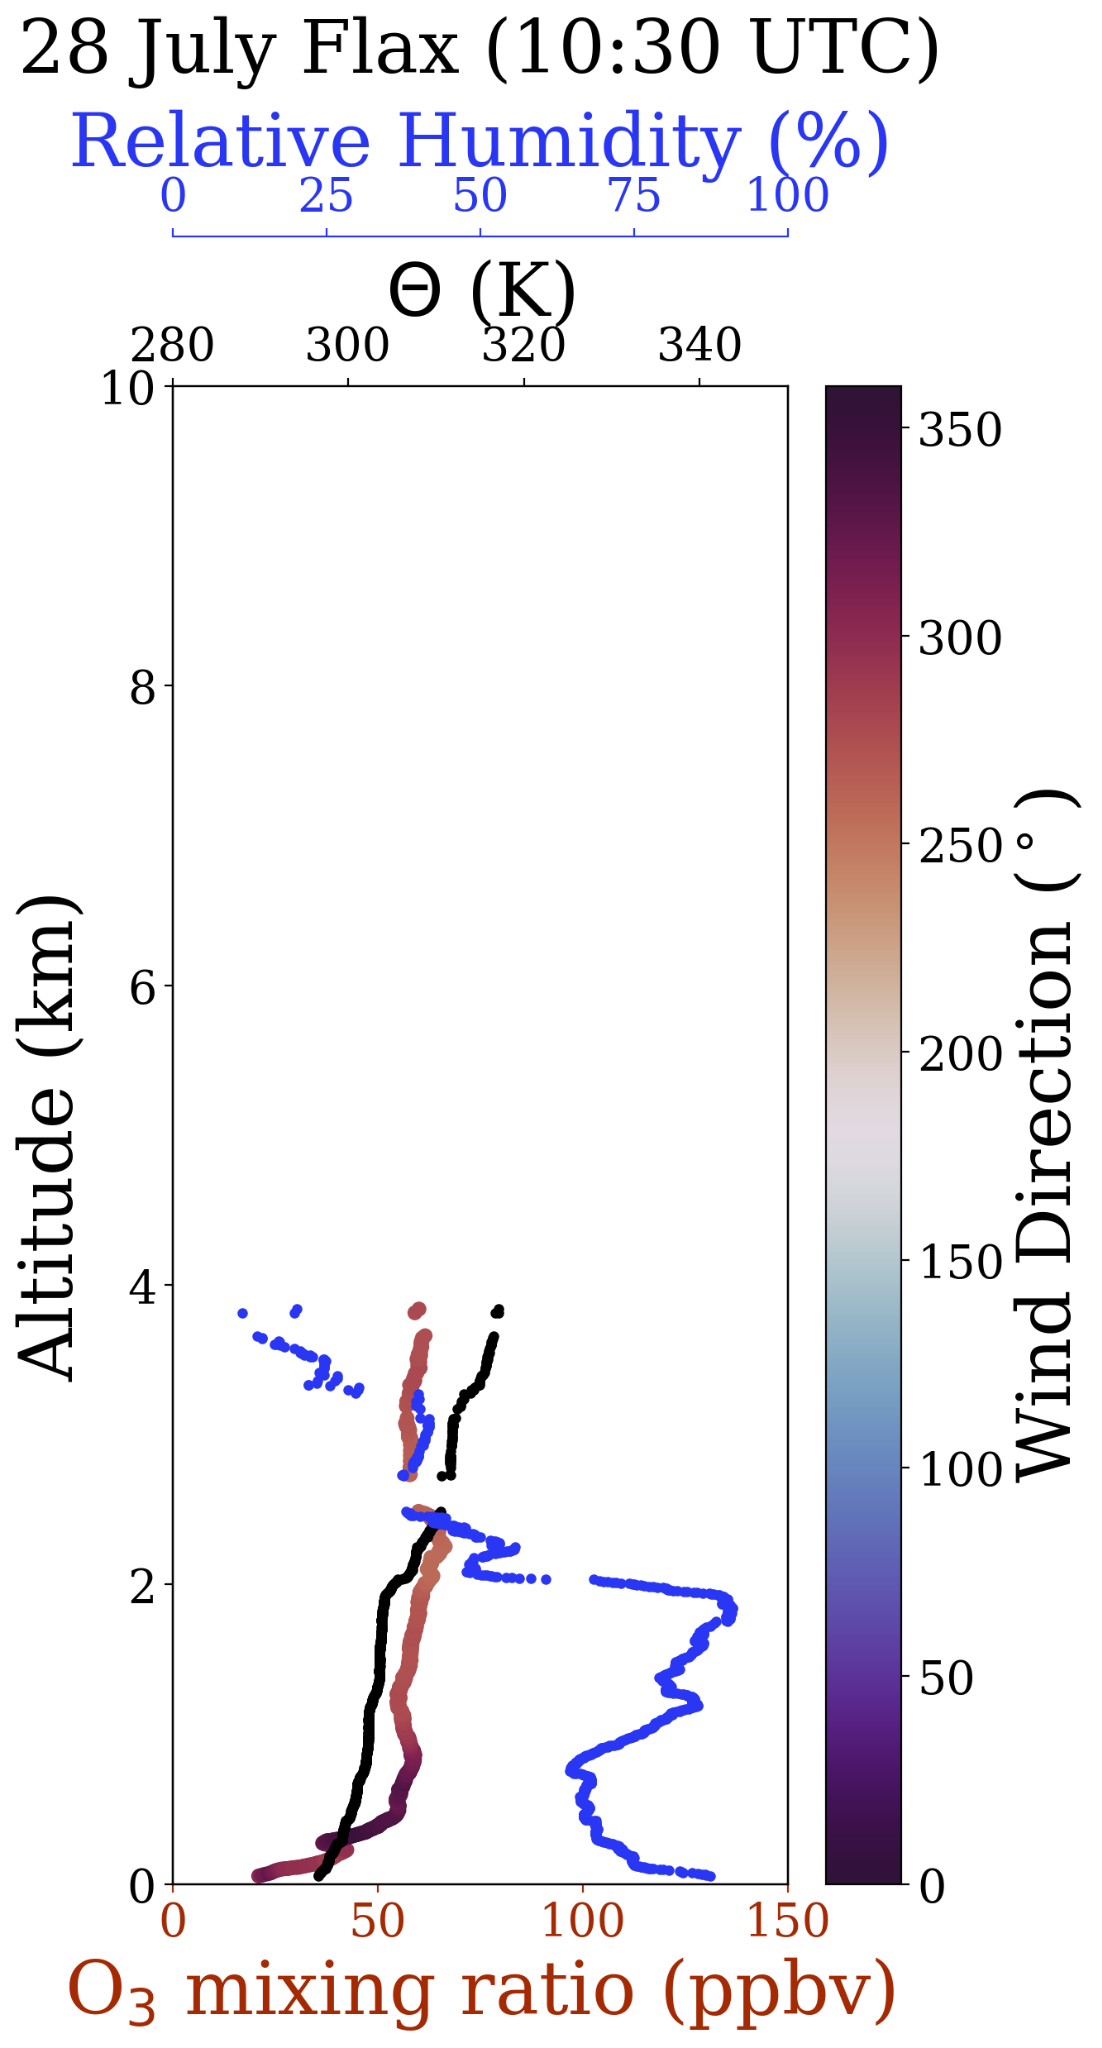 28 July Flax (10:30 UTC)
Relative Humidity (%)
0 25 50 75 100
Θ (K)
280 300 320 340
10
8
6
4
2
0
Altitude (km)
0 50 100 150
O₃ mixing ratio (ppbv)
350
300
250
200
150
100
50
0
Wind Direction (°)